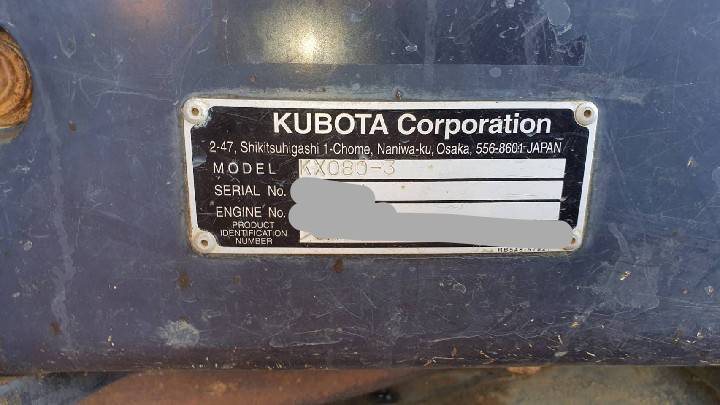 KUBOTA Corporation
2-47, Shikitsuhigashi 1-Chome, Naniwa-ku, Osaka, 556-8601 JAPAN
MODEL KX080-3
SERIAL No.
ENGINE No.
PRODUCT
IDENTIFICATION
NUMBER